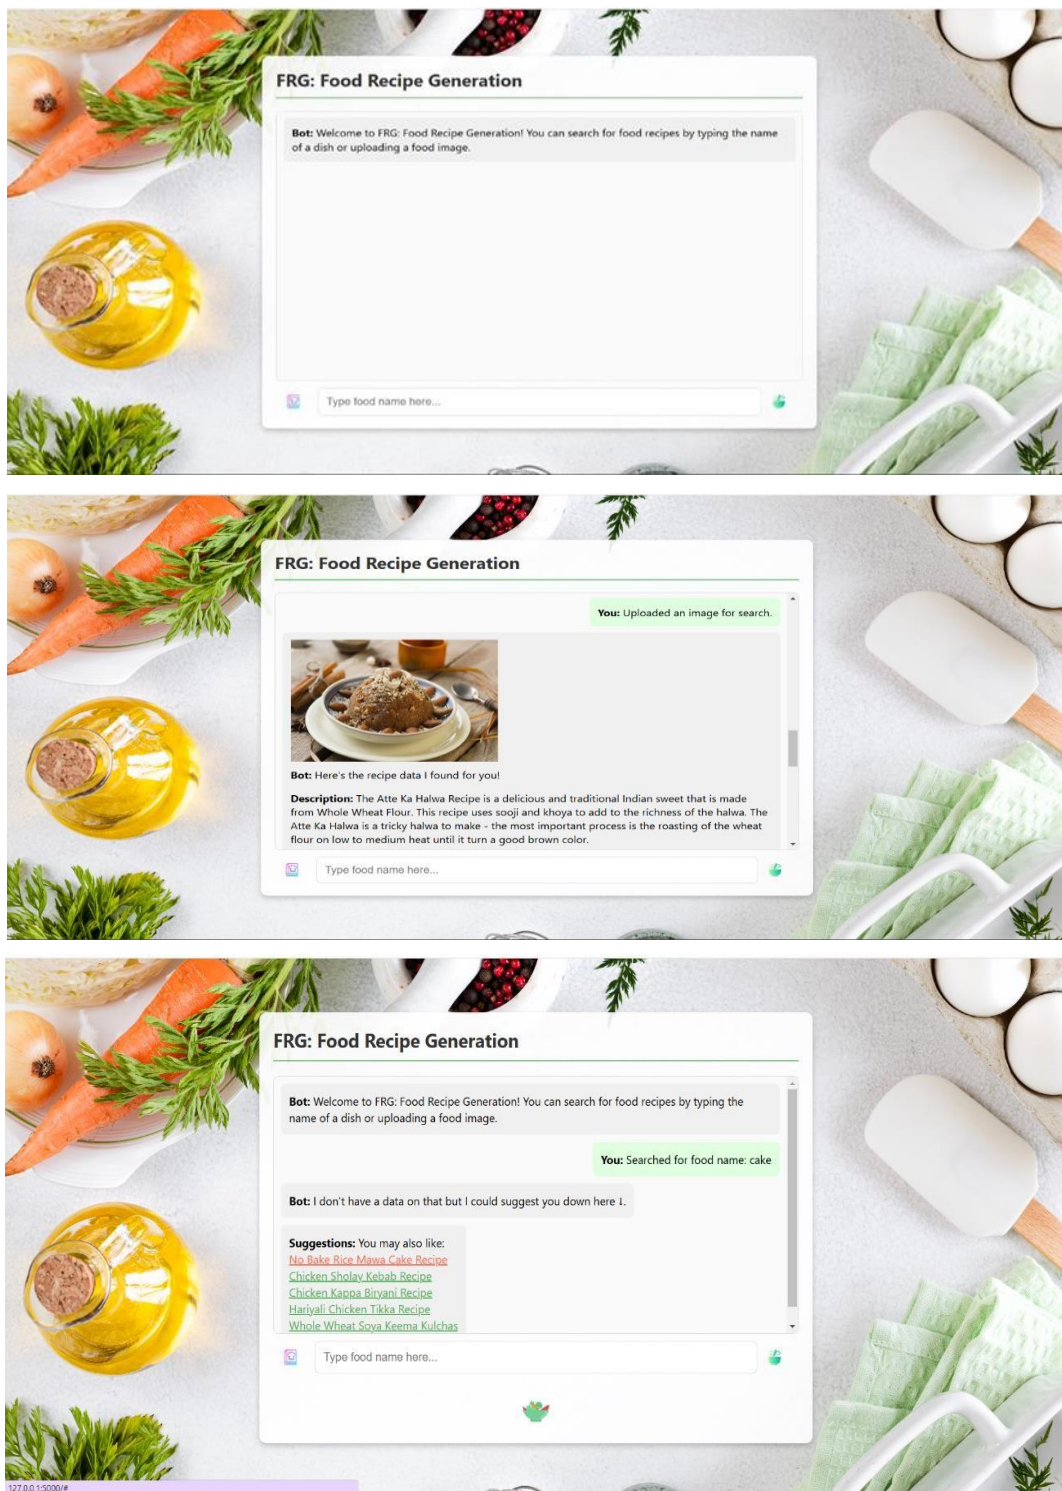 FRG: Food Recipe Generation
Bot: Welcome to FRG: Food Recipe Generation! You can search for food recipes by typing the name
of a dish or uploading a food image.
Type food name here...
FRG: Food Recipe Generation
You: Uploaded an image for search.
Bot: Here's the recipe data I found for you!
Description: The Atte Ka Halwa Recipe is a delicious and traditional Indian sweet that is made
from Whole Wheat Flour. This recipe uses sooji and khoya to add to the richness of the halwa. The
Atte Ka Halwa is a tricky halwa to make - the most important process is the roasting of the wheat
flour on low to medium heat until it turn a good brown color.
Type food name here...
FRG: Food Recipe Generation
Bot: Welcome to FRG: Food Recipe Generation! You can search for food recipes by typing the
name of a dish or uploading a food image.
You: Searched for food name: cake
Bot: I don't have a data on that but I could suggest you down here ⤵.
Suggestions: You may also like:
No Bake Rice Mawa Cake Recipe
Chicken Sholay Kebab Recipe
Chicken Kappa Biryani Recipe
Hariyali Chicken Tikka Recipe
Whole Wheat Soya Keema Kulchas
Type food name here...
127.0.0.1:5000/#